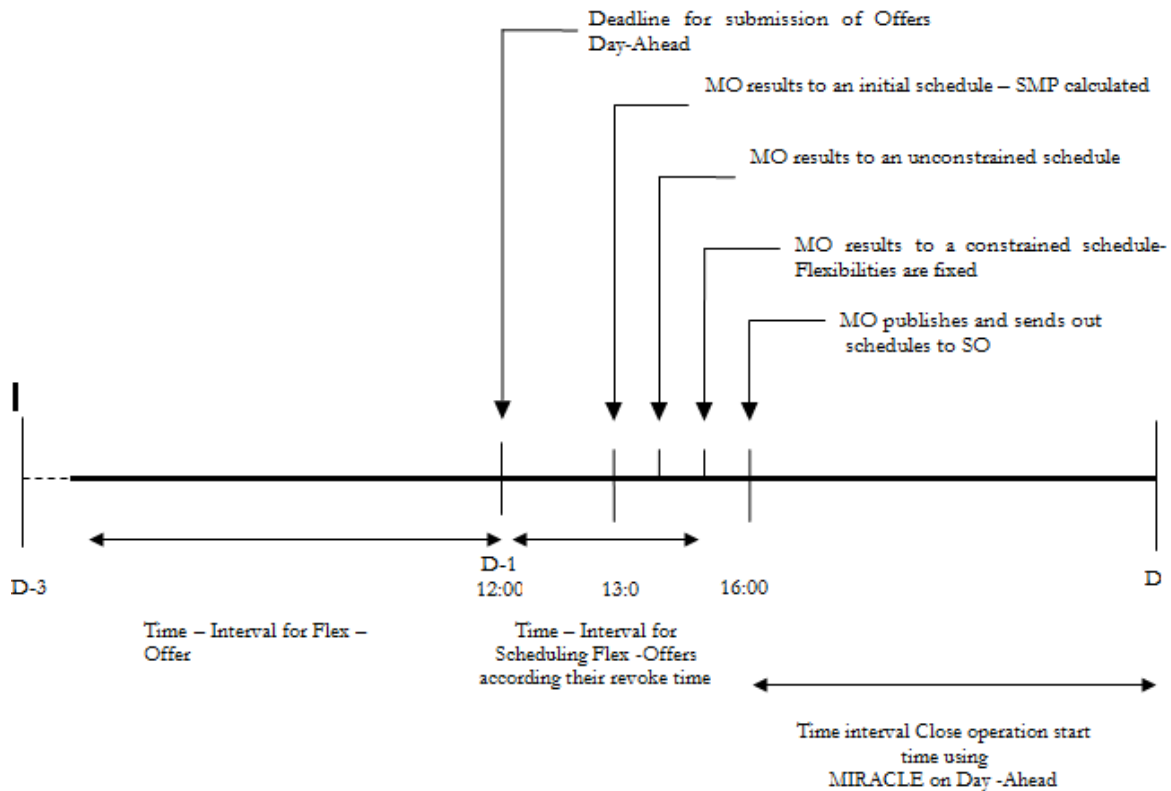 Deadline for submission of Offers
Day-Ahead
MO results to an initial schedule – SMP calculated
MO results to an unconstrained schedule
MO results to a constrained schedule-
Flexibilities are fixed
MO publishes and sends out
schedules to SO
I
D-3
D-1
12:00
13:0
16:00
D
Time – Interval for Flex –
Offer
Time – Interval for
Scheduling Flex -Offers
according their revoke time
Time interval Close operation start
time using
MIRACLE on Day -Ahead